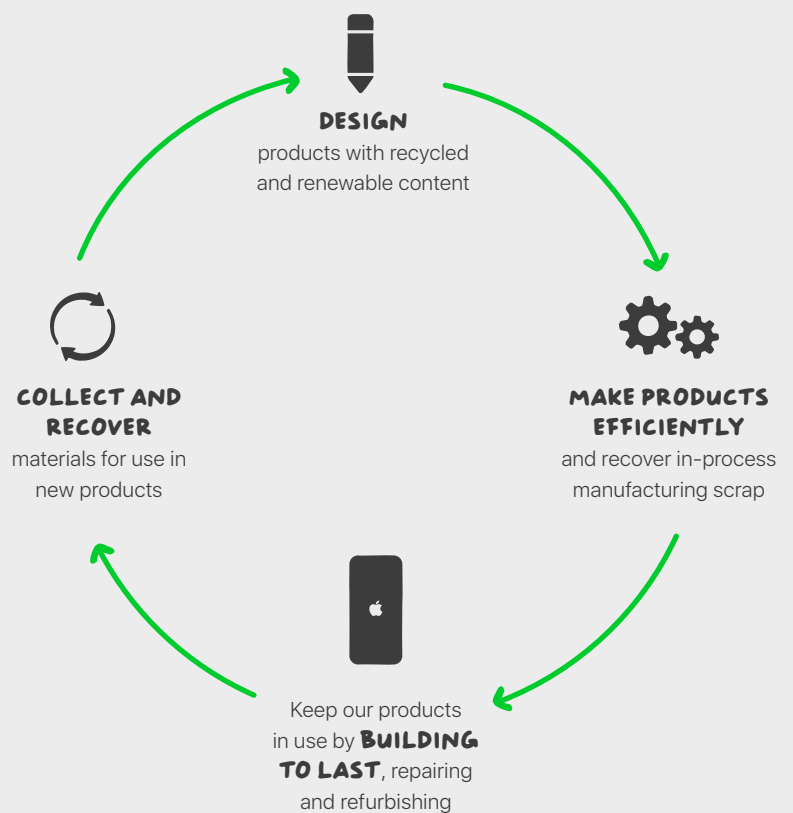 DESIGN
products with recycled
and renewable content
MAKE PRODUCTS
EFFICIENTLY
and recover in-process
manufacturing scrap
Keep our products
in use by BUILDING
TO LAST, repairing
and refurbishing
COLLECT AND
RECOVER
materials for use in
new products